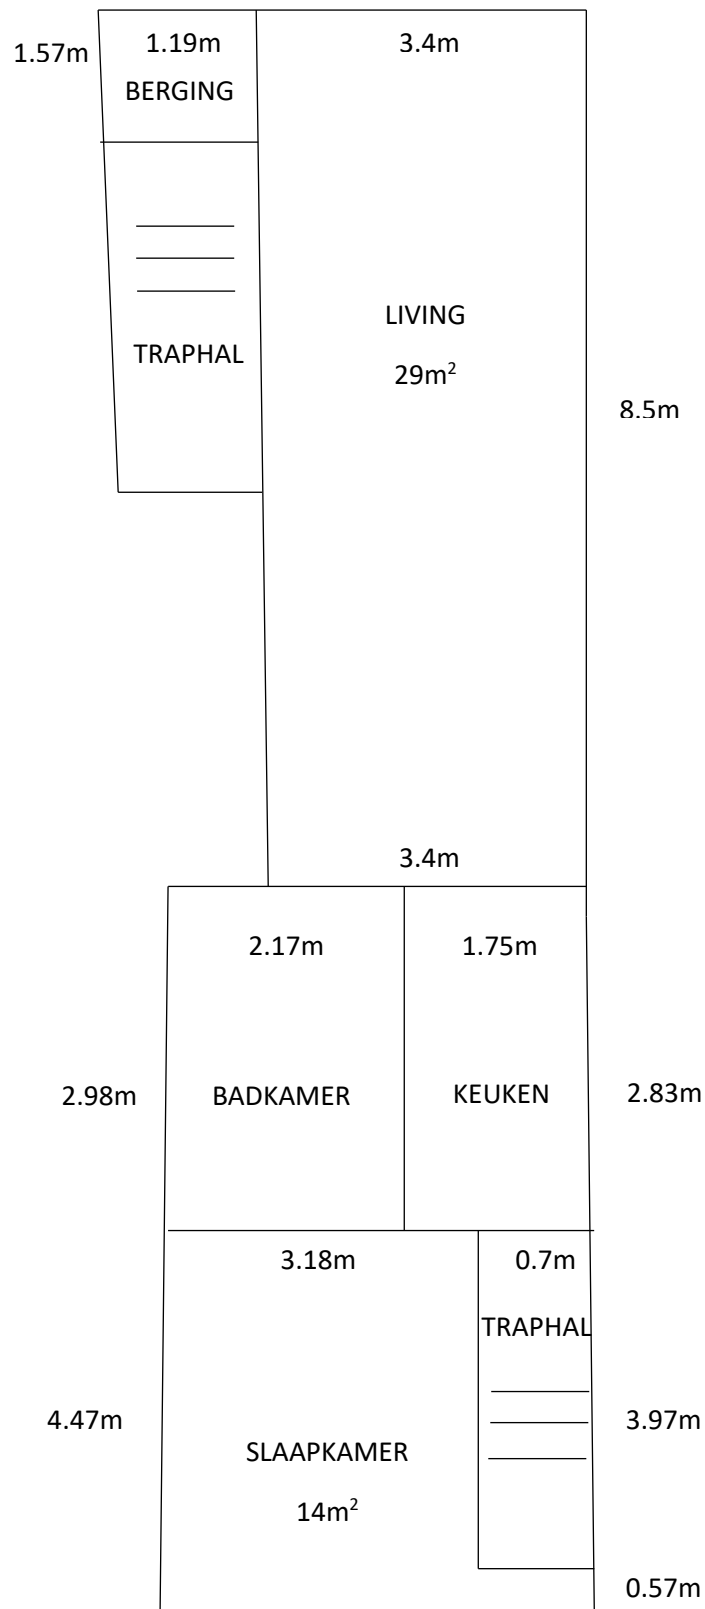 1.57m
1.19m
3.4m
BERGING
LIVING
TRAPHAL
29m²
8.5m
3.4m
2.17m
1.75m
2.98m
BADKAMER
KEUKEN
2.83m
3.18m
0.7m
TRAPHAL
4.47m
3.97m
SLAAPKAMER
14m²
0.57m